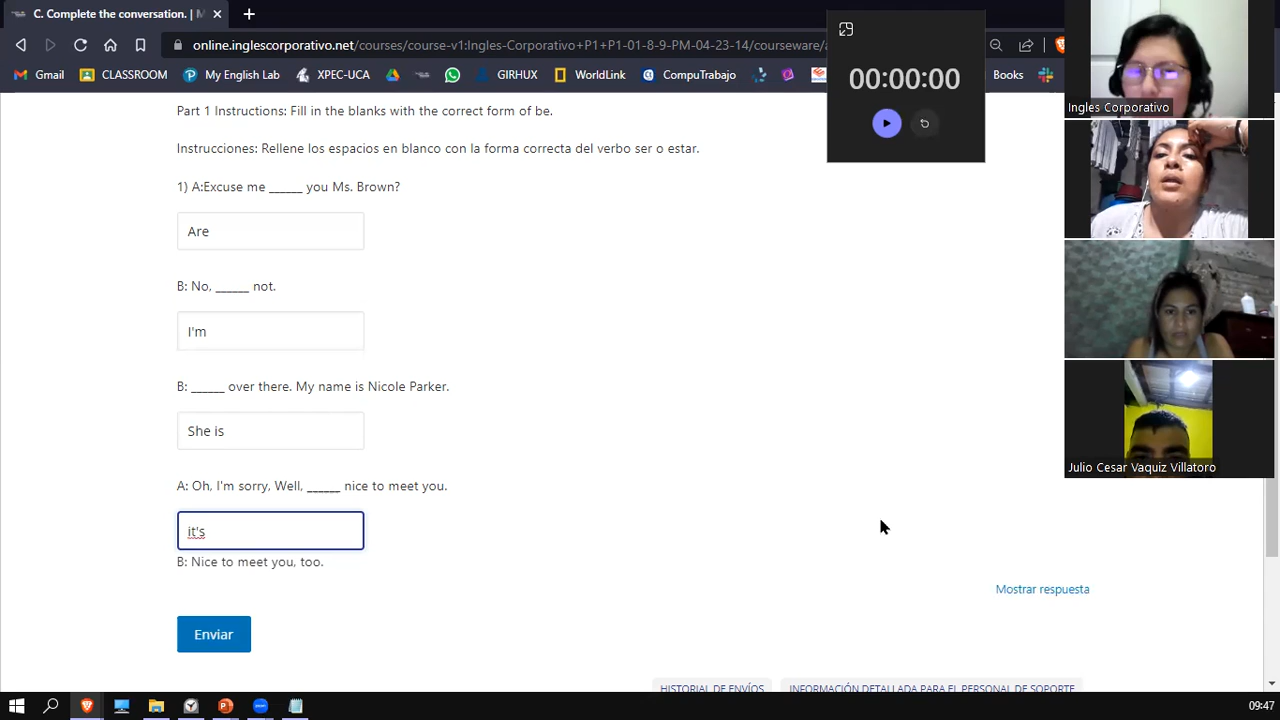 C. Complete the conversation. | M
online.inglescorporativo.net/courses/course-v1:Ingles-Corporativo+P1+P1-01-8-9-PM-04-23-14/courseware/
Gmail
CLASSROOM
My English Lab
XPEC-UCA
GIRHUX
WorldLink
CompuTrabajo
Books
00:00:00
Ingles Corporativo
Julio Cesar Vaquiz Villatoro
Part 1 Instructions: Fill in the blanks with the correct form of be.
Instrucciones: Rellene los espacios en blanco con la forma correcta del verbo ser o estar.
1) A:Excuse me ______ you Ms. Brown?
Are
B: No, ______ not.
I'm
B: ______ over there. My name is Nicole Parker.
She is
A: Oh, I'm sorry, Well, ______ nice to meet you.
it's
B: Nice to meet you, too.
Mostrar respuesta
Enviar
HISTORIAL DE ENVÍOS
INFORMACIÓN DETALLADA PARA EL PERSONAL DE SOPORTE
09:47